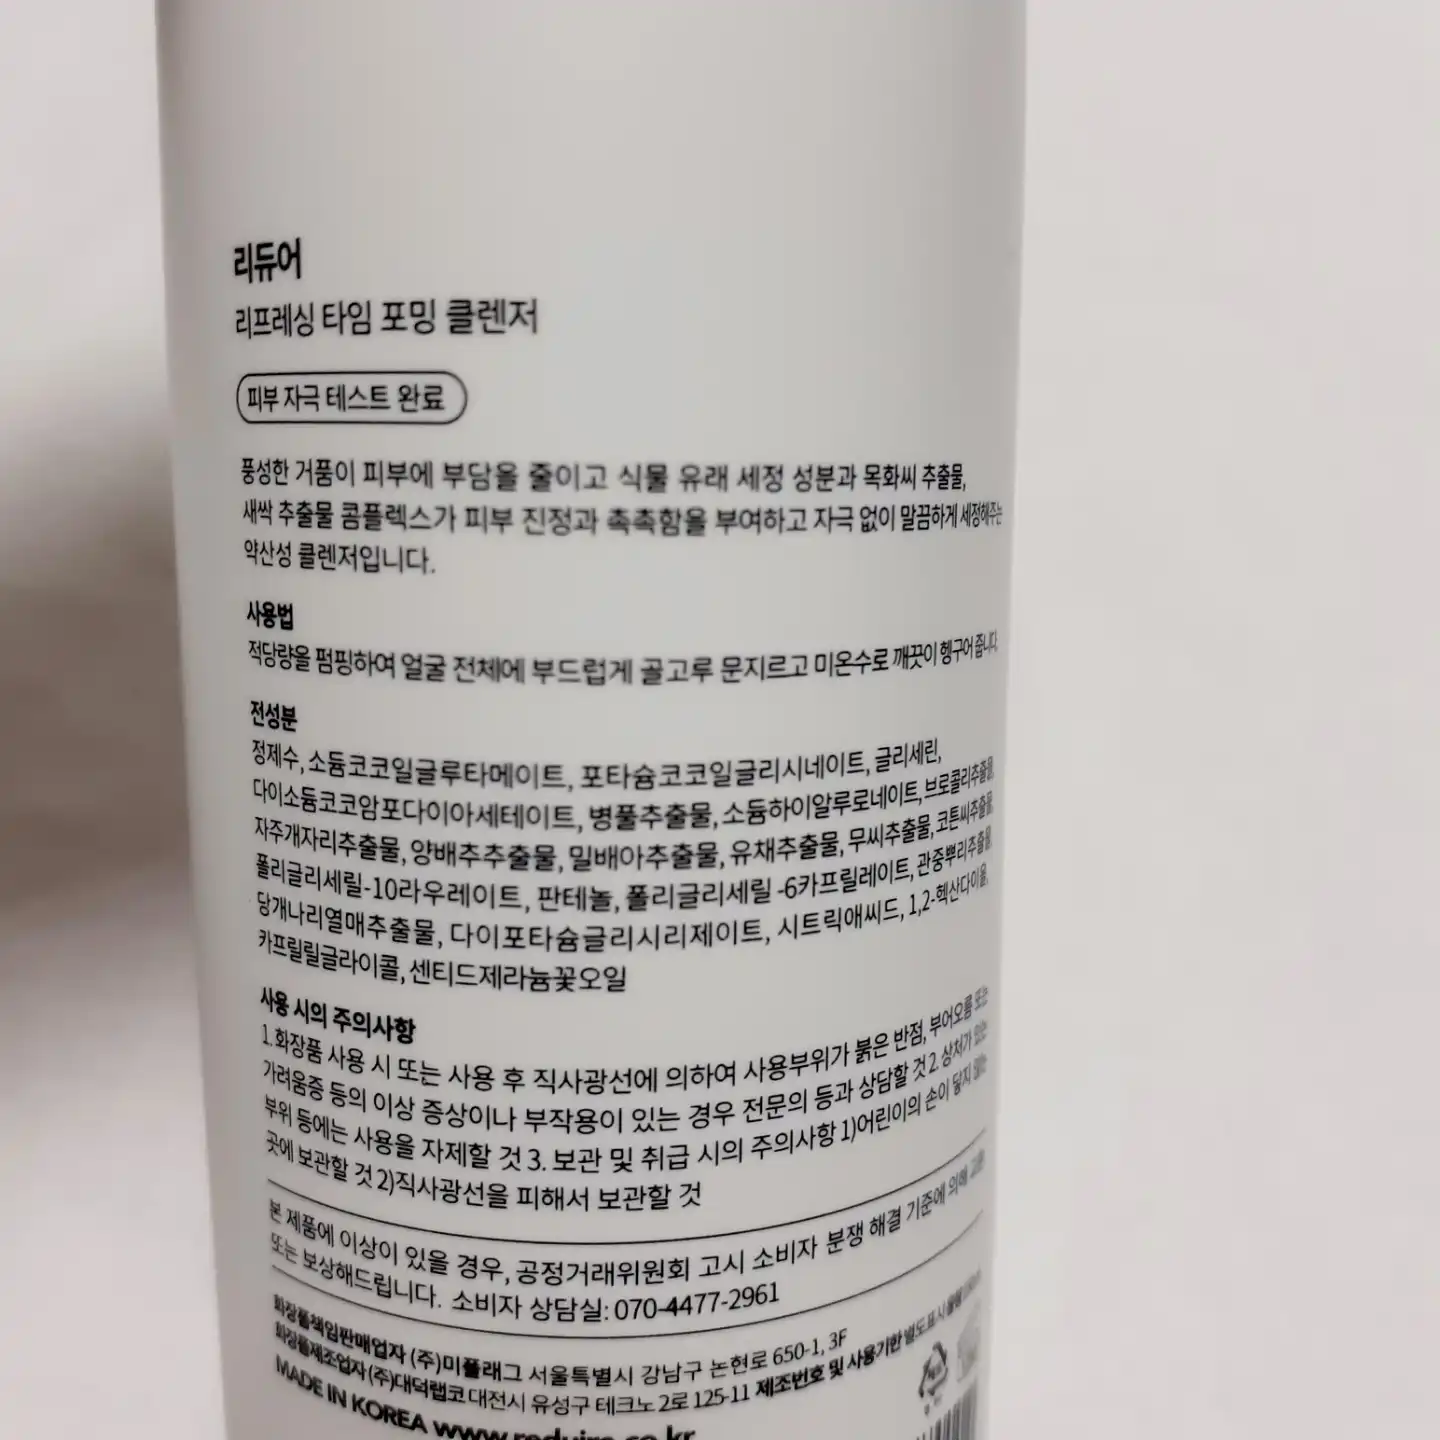 리듀어
리프레싱 타임 포밍 클렌저
피부 자극 테스트 완료
풍성한 거품이 피부에 부담을 줄이고 식물 유래 세정 성분과 목화씨 추출물,
새싹 추출물 콤플렉스가 피부 진정과 촉촉함을 부여하고 자극 없이 말끔하게 세정해주는
약산성 클렌저입니다.
사용법
적당량을 펌핑하여 얼굴 전체에 부드럽게 골고루 문지르고 미온수로 깨끗이 헹구어 줍니다.
전성분
정제수, 소듐코코일글루타메이트, 포타슘코코일글리시네이트, 글리세린,
다이소듐코코암포다이아세테이트, 병풀추출물, 소듐하이알루로네이트, 브로콜리추출물,
자주개자리추출물, 양배추추출물, 밀배아추출물, 유채추출물, 무씨추출물, 코튼씨추출물,
폴리글리세릴-10라우레이트, 판테놀, 폴리글리세릴 -6카프릴레이트, 관중뿌리추출물,
당개나리열매추출물, 다이포타슘글리시리제이트, 시트릭애씨드, 1,2-헥산다이올,
카프릴릴글라이콜, 센티드제라늄꽃오일
사용 시의 주의사항
1. 화장품 사용 시 또는 사용 후 직사광선에 의하여 사용부위가 붉은 반점, 부어오름 또는
가려움증 등의 이상 증상이나 부작용이 있는 경우 전문의 등과 상담할 것 2. 상처가 있는
부위 등에는 사용을 자제할 것 3. 보관 및 취급 시의 주의사항 1)어린이의 손이 닿지 않는
곳에 보관할 것 2)직사광선을 피해서 보관할 것
본 제품에 이상이 있을 경우, 공정거래위원회 고시 소비자 분쟁 해결 기준에 의해 교환
또는 보상해드립니다. 소비자 상담실: 070-4477-2961
화장품책임판매업자 (주)미플래그 서울특별시 강남구 논현로 650-1, 3F
화장품제조업자 (주)대덕랩코 대전시 유성구 테크노 2로 125-11 제조번호 및 사용기한 별도표시
MADE IN KOREA www.reduire.co.kr